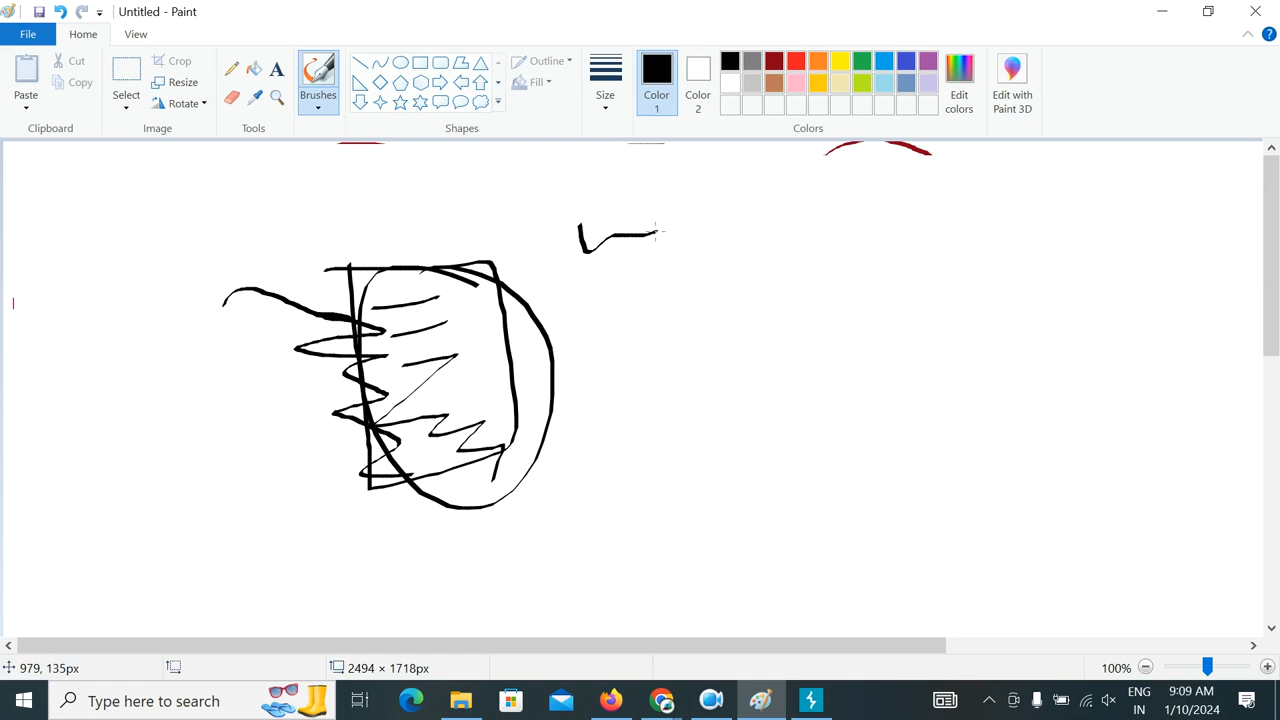 Untitled - Paint
File Home View
Paste Cut Copy Select Crop Resize Rotate Brushes Outline Fill Size Color 1 Color 2 Edit colors Edit with Paint 3D
Clipboard Image Tools Shapes Colors
979, 135px 2494 × 1718px 100%
Type here to search ENG IN 9:09 AM 1/10/2024